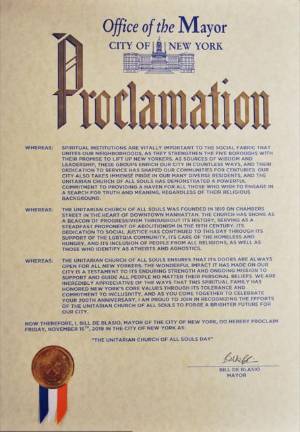 Office of the Mayor
CITY OF NEW YORK
Proclamation
WHEREAS: SPIRITUAL INSTITUTIONS ARE VITALLY IMPORTANT TO THE SOCIAL FABRIC THAT
UNITES OUR NEIGHBORHOODS, AS THEY STRENGTHEN THE FIVE BOROUGHS WITH
THEIR PROMISE TO LIFT UP NEW YORKERS. AS SOURCES OF WISDOM AND
LEADERSHIP, THESE GROUPS ENRICH OUR CITY IN COUNTLESS WAYS, AND THEIR
DEDICATION TO SERVICE HAS SHAPED OUR COMMUNITIES FOR CENTURIES. OUR
CITY ALSO TAKES IMMENSE PRIDE IN OUR MANY DIVERSE RESIDENTS, AND THE
UNITARIAN CHURCH OF ALL SOULS HAS DEMONSTRATED A POWERFUL
COMMITMENT TO PROVIDING A HAVEN FOR ALL THOSE WHO WISH TO ENGAGE IN
A SEARCH FOR TRUTH AND MEANING, REGARDLESS OF THEIR RELIGIOUS
BACKGROUND.
WHEREAS: THE UNITARIAN CHURCH OF ALL SOULS WAS FOUNDED IN 1819 ON CHAMBERS
STREET IN THE HEART OF DOWNTOWN MANHATTAN. THE CHURCH HAS SHONE AS
A BEACON OF PROGRESSIVISM THROUGHOUT ITS HISTORY, SERVING AS A
STEADFAST PROPONENT OF ABOLITIONISM IN THE 19TH CENTURY. ITS
DEDICATION TO SOCIAL JUSTICE HAS CONTINUED TO THIS DAY THROUGH ITS
SUPPORT OF THE LGBTQIA COMMUNITY, ITS CARE OF THE HOMELESS AND
HUNGRY, AND ITS INCLUSION OF PEOPLE FROM ALL RELIGIONS, AS WELL AS
THOSE WHO IDENTIFY AS ATHEISTS AND AGNOSTICS.
WHEREAS: THE UNITARIAN CHURCH OF ALL SOULS ENSURES THAT ITS DOORS ARE ALWAYS
OPEN FOR ALL NEW YORKERS. THE WONDERFUL IMPACT IT HAS MADE ON OUR
CITY IS A TESTAMENT TO ITS ENDURING STRENGTH AND ONGOING MISSION TO
SUPPORT AND GUIDE ALL PEOPLE NO MATTER THEIR PERSONAL BELIEFS. WE ARE
INCREDIBLY APPRECIATIVE OF THE WAYS THAT THIS SPIRITUAL FAMILY HAS
HONORED NEW YORK'S CORE VALUES THROUGH ITS TOLERANCE AND
COMMITMENT TO INCLUSIVITY, AND AS YOU COME TOGETHER TO CELEBRATE
YOUR 200TH ANNIVERSARY, I AM PROUD TO JOIN IN RECOGNIZING THE EFFORTS
OF THE UNITARIAN CHURCH OF ALL SOULS TO FORGE A BRIGHTER FUTURE FOR
OUR CITY.
NOW THEREFORE, I, BILL DE BLASIO, MAYOR OF THE CITY OF NEW YORK, DO HEREBY PROCLAIM
FRIDAY, NOVEMBER 15TH, 2019 IN THE CITY OF NEW YORK AS:
"THE UNITARIAN CHURCH OF ALL SOULS DAY"
BILL DE BLASIO
MAYOR